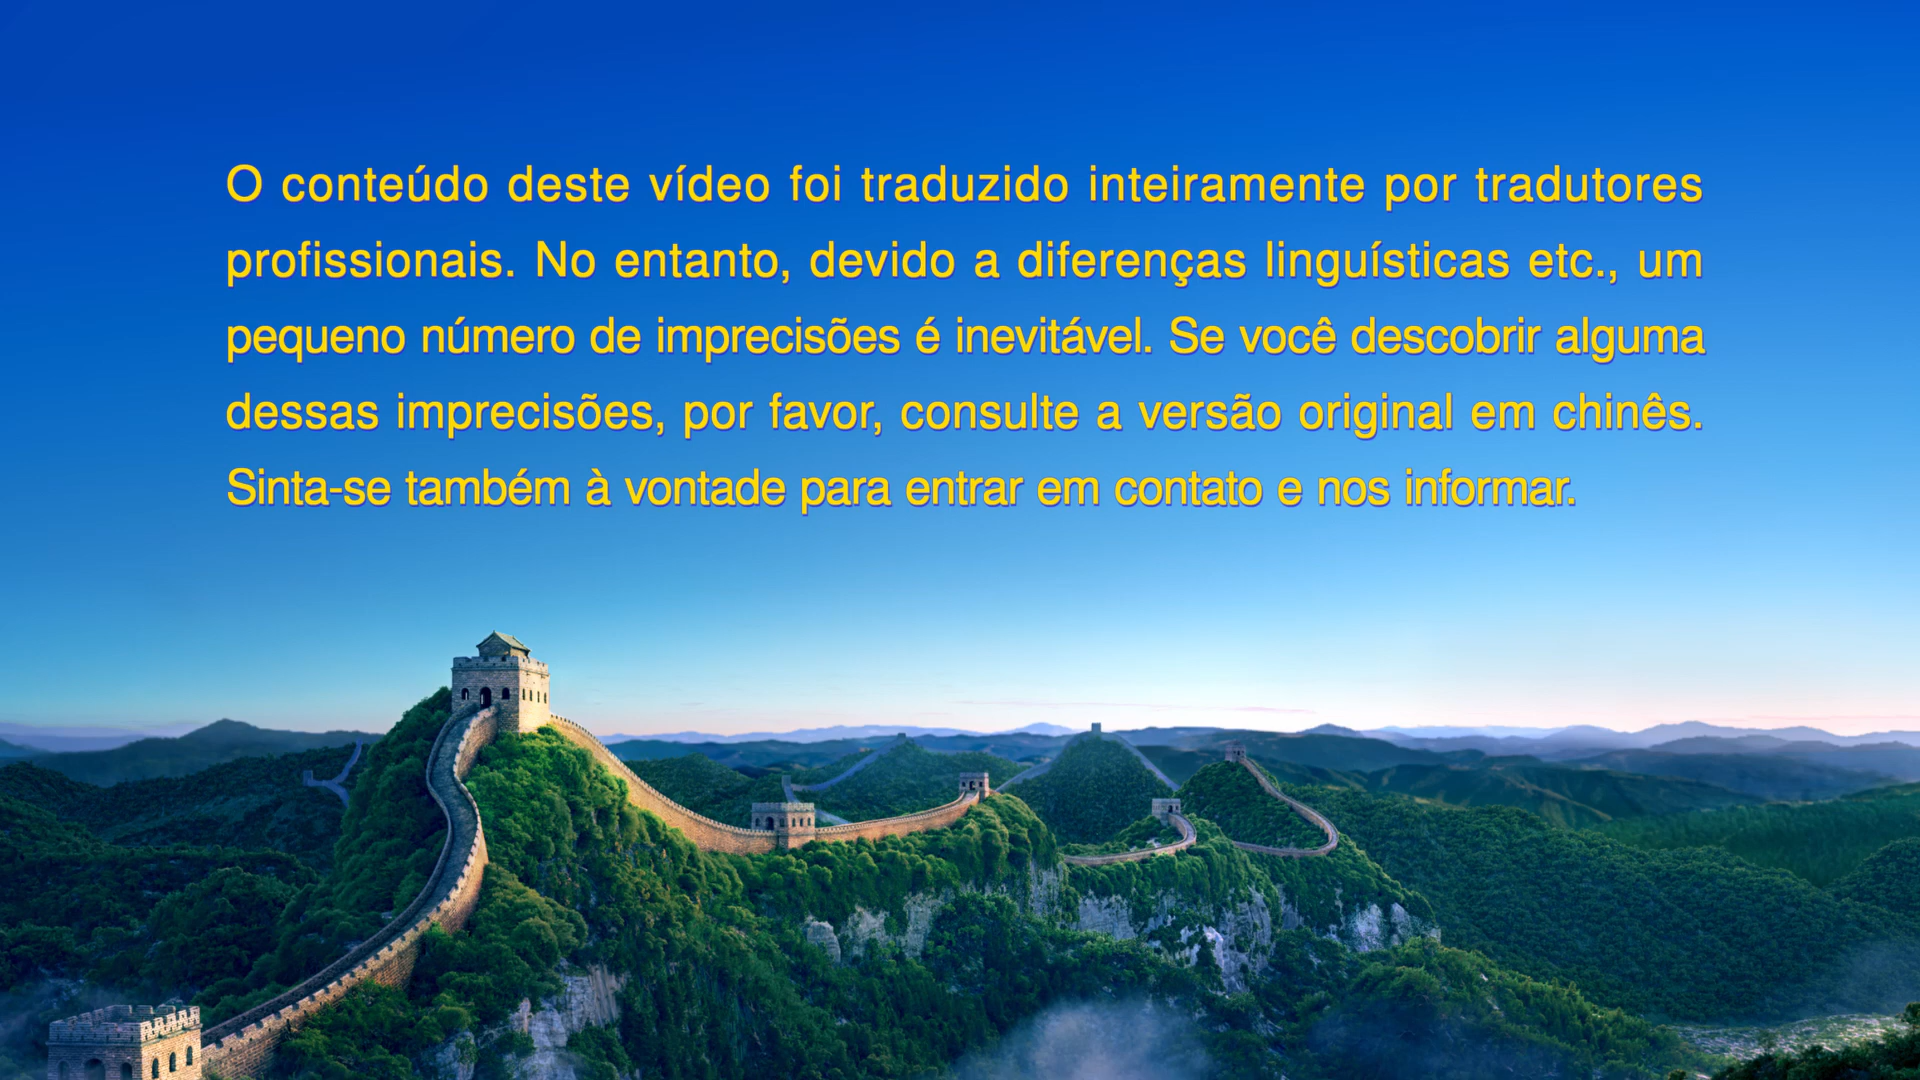 O conteúdo deste vídeo foi traduzido inteiramente por tradutores
profissionais. No entanto, devido a diferenças linguísticas etc., um
pequeno número de imprecisões é inevitável. Se você descobrir alguma
dessas imprecisões, por favor, consulte a versão original em chinês.
Sinta-se também à vontade para entrar em contato e nos informar.